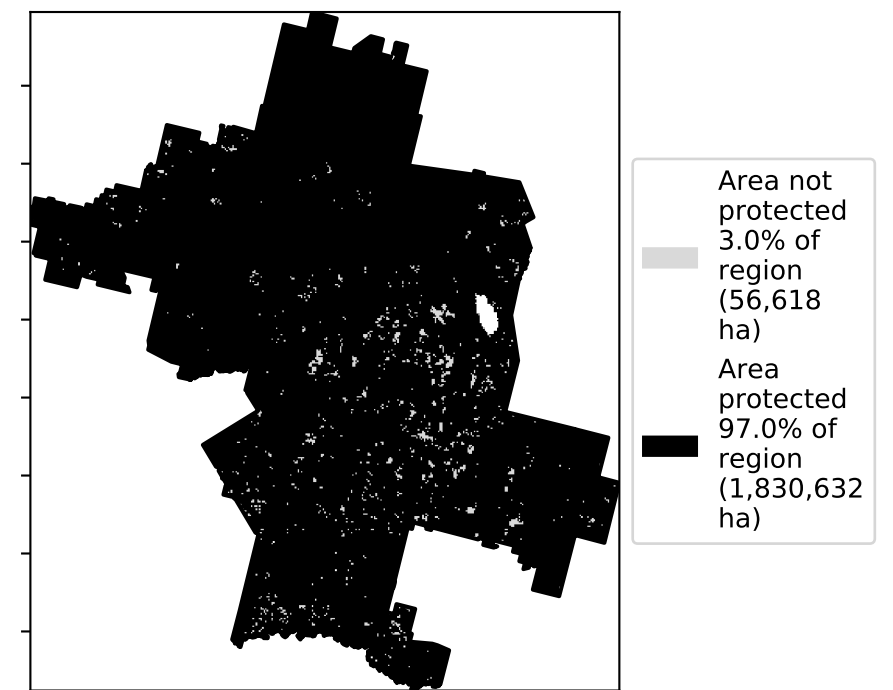 Area not
protected
3.0% of
region
(56,618
ha)
Area
protected
97.0% of
region
(1,830,632
ha)